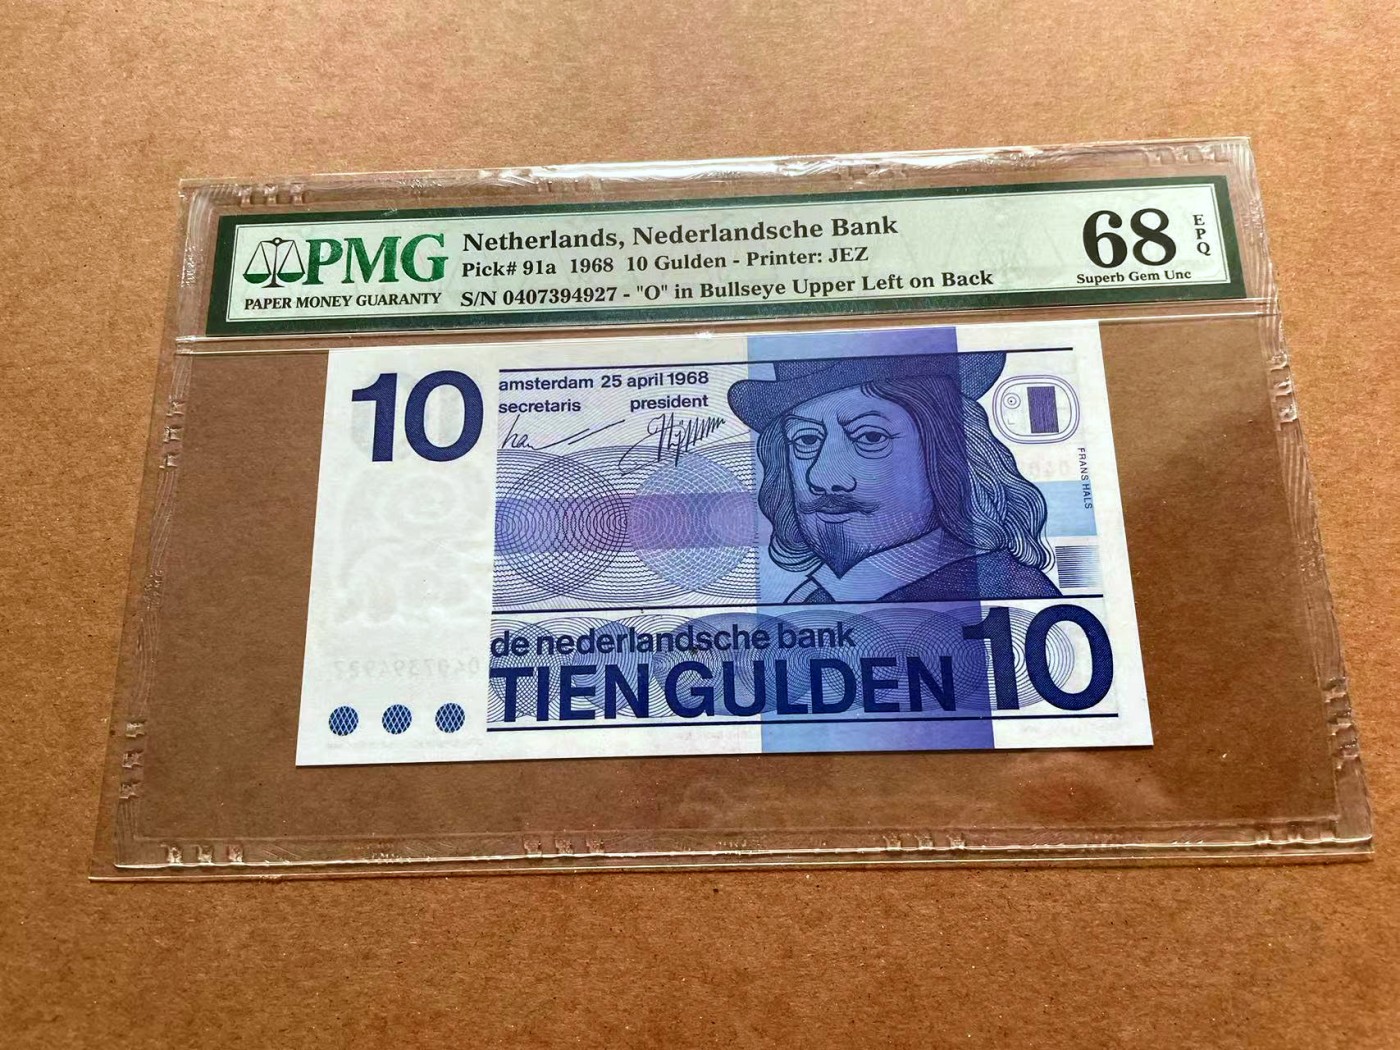 PMG
PAPER MONEY GUARANTY
Netherlands, Nederlandsche Bank
Pick# 91a 1968 10 Gulden - Printer: JEZ
S/N 0407394927 - "O" in Bullseye Upper Left on Back
68
EPQ
Superb Gem Unc
10
amsterdam 25 april 1968
secretaris president
FRANS HALS
de nederlandsche bank
TIEN GULDEN
10